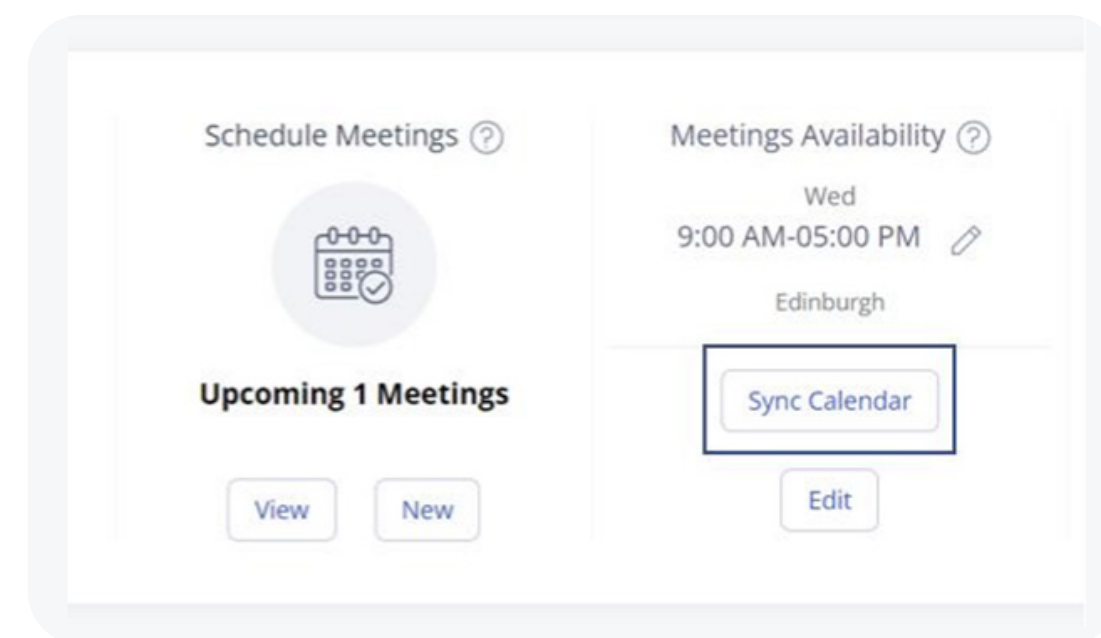 Schedule Meetings ?
Upcoming 1 Meetings
View New
Meetings Availability ?
Wed
9:00 AM-05:00 PM
Edinburgh
Sync Calendar
Edit